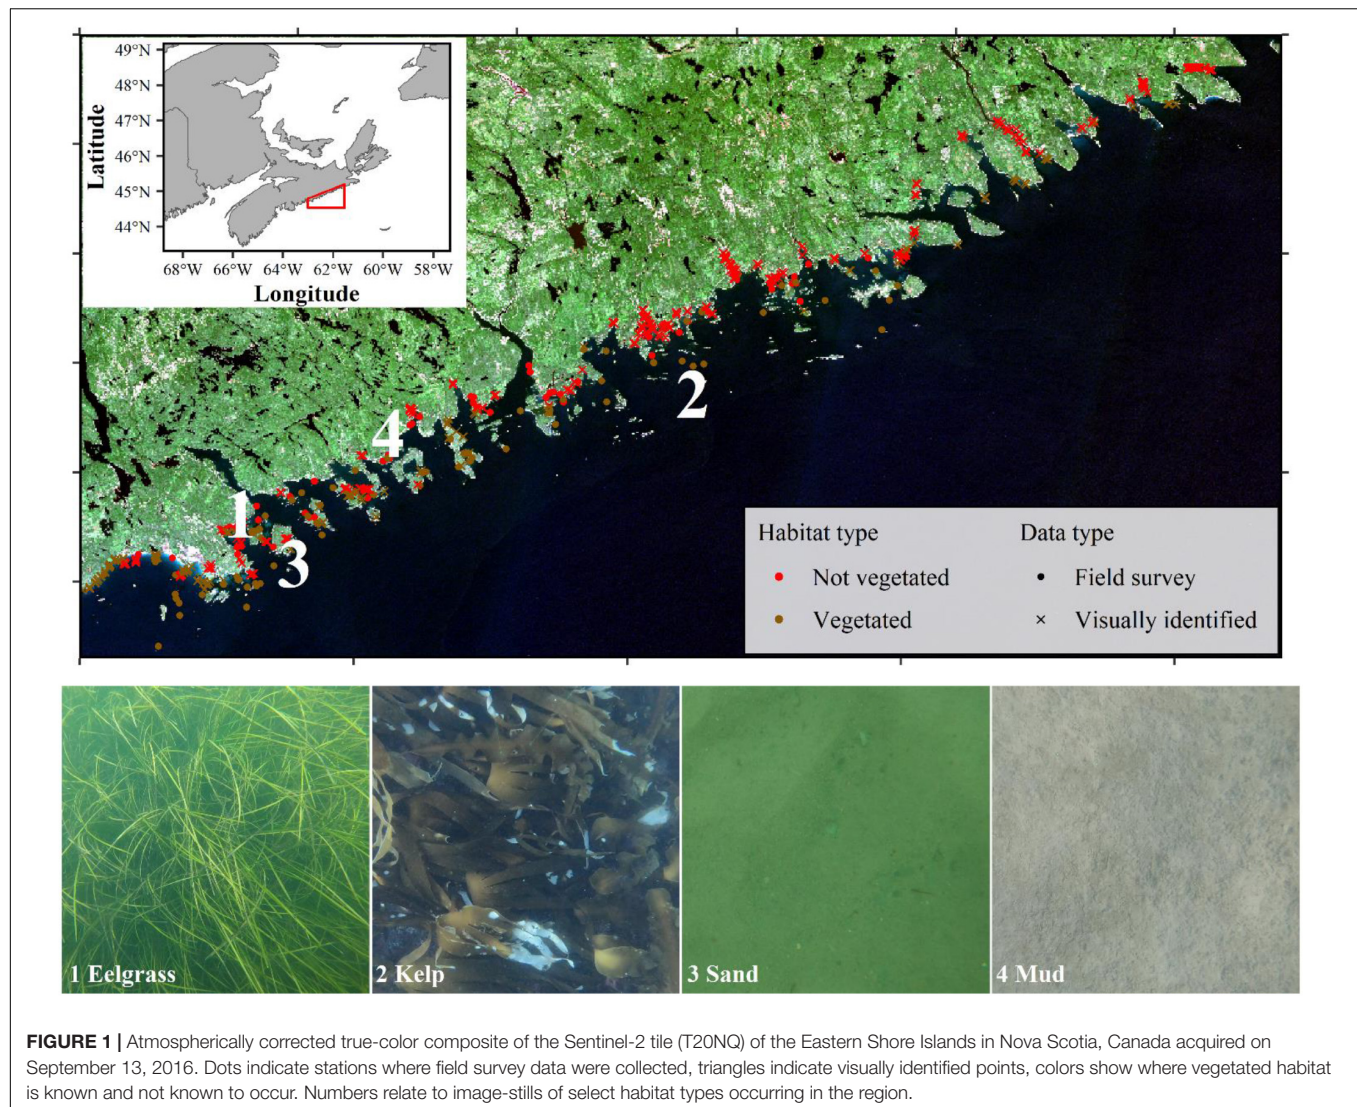 49°N
48°N
47°N
46°N
45°N
44°N
Latitude
68°W 66°W 64°W 62°W 60°W 58°W
Longitude
1
2
3
4
Habitat type
Not vegetated
Vegetated
Data type
Field survey
Visually identified
1 Eelgrass
2 Kelp
3 Sand
4 Mud
FIGURE 1 | Atmospherically corrected true-color composite of the Sentinel-2 tile (T20NQ) of the Eastern Shore Islands in Nova Scotia, Canada acquired on
September 13, 2016. Dots indicate stations where field survey data were collected, triangles indicate visually identified points, colors show where vegetated habitat
is known and not known to occur. Numbers relate to image-stills of select habitat types occurring in the region.